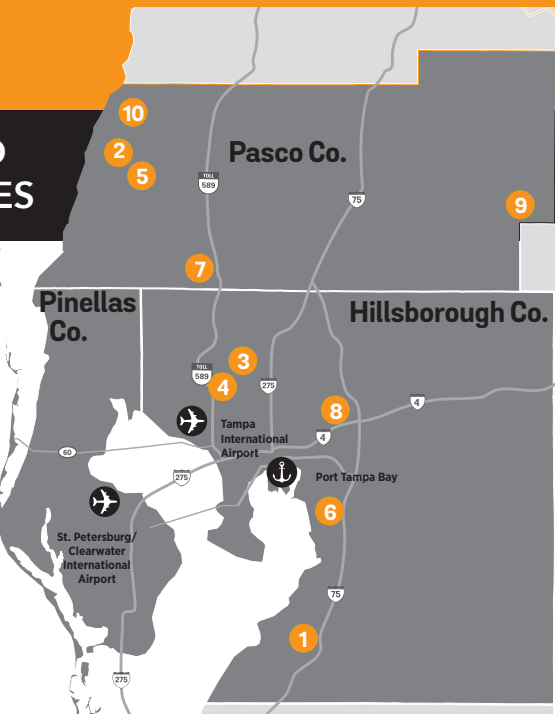 ES
10
2
5
Pasco Co.
TOLL
589
75
9
7
Pinellas
Co.
Hillsborough Co.
3
TOLL
589
4
275
8
4
4
Tampa
International
Airport
60
275
Port Tampa Bay
6
St. Petersburg/
Clearwater
International
Airport
75
1
275